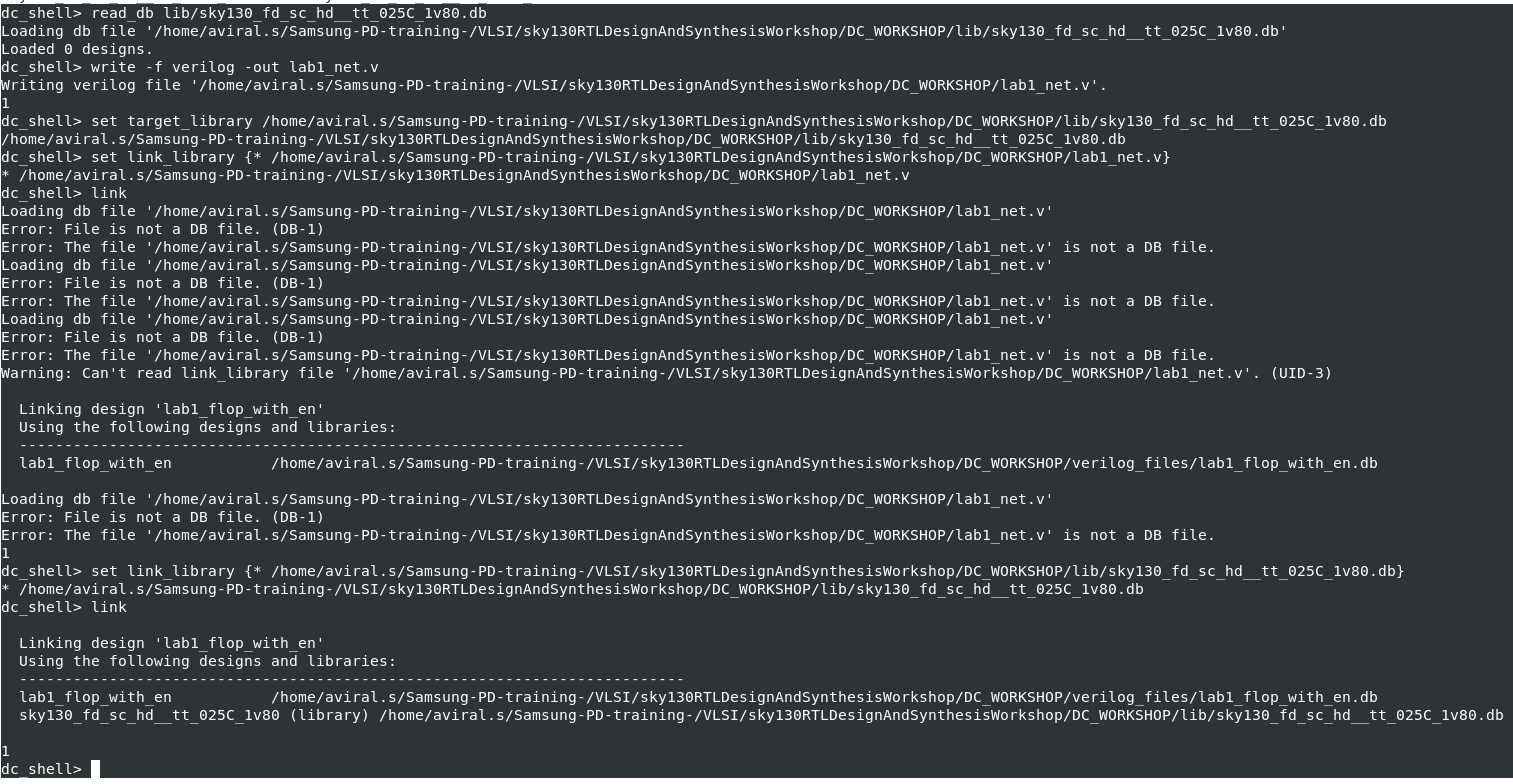 dc_shell> read_db lib/sky130_fd_sc_hd__tt_025C_1v80.db
Loading db file '/home/aviral.s/Samsung-PD-training-/VLSI/sky130RTLDesignAndSynthesisWorkshop/DC_WORKSHOP/lib/sky130_fd_sc_hd__tt_025C_1v80.db'
Loaded 0 designs.
dc_shell> write -f verilog -out lab1_net.v
Writing verilog file '/home/aviral.s/Samsung-PD-training-/VLSI/sky130RTLDesignAndSynthesisWorkshop/DC_WORKSHOP/lab1_net.v'.
1
dc_shell> set target_library /home/aviral.s/Samsung-PD-training-/VLSI/sky130RTLDesignAndSynthesisWorkshop/DC_WORKSHOP/lib/sky130_fd_sc_hd__tt_025C_1v80.db
/home/aviral.s/Samsung-PD-training-/VLSI/sky130RTLDesignAndSynthesisWorkshop/DC_WORKSHOP/lib/sky130_fd_sc_hd__tt_025C_1v80.db
dc_shell> set link_library {* /home/aviral.s/Samsung-PD-training-/VLSI/sky130RTLDesignAndSynthesisWorkshop/DC_WORKSHOP/lab1_net.v}
* /home/aviral.s/Samsung-PD-training-/VLSI/sky130RTLDesignAndSynthesisWorkshop/DC_WORKSHOP/lab1_net.v
dc_shell> link
Loading db file '/home/aviral.s/Samsung-PD-training-/VLSI/sky130RTLDesignAndSynthesisWorkshop/DC_WORKSHOP/lab1_net.v'
Error: File is not a DB file. (DB-1)
Error: The file '/home/aviral.s/Samsung-PD-training-/VLSI/sky130RTLDesignAndSynthesisWorkshop/DC_WORKSHOP/lab1_net.v' is not a DB file.
Loading db file '/home/aviral.s/Samsung-PD-training-/VLSI/sky130RTLDesignAndSynthesisWorkshop/DC_WORKSHOP/lab1_net.v'
Error: File is not a DB file. (DB-1)
Error: The file '/home/aviral.s/Samsung-PD-training-/VLSI/sky130RTLDesignAndSynthesisWorkshop/DC_WORKSHOP/lab1_net.v' is not a DB file.
Loading db file '/home/aviral.s/Samsung-PD-training-/VLSI/sky130RTLDesignAndSynthesisWorkshop/DC_WORKSHOP/lab1_net.v'
Error: File is not a DB file. (DB-1)
Error: The file '/home/aviral.s/Samsung-PD-training-/VLSI/sky130RTLDesignAndSynthesisWorkshop/DC_WORKSHOP/lab1_net.v' is not a DB file.
Warning: Can't read link_library file '/home/aviral.s/Samsung-PD-training-/VLSI/sky130RTLDesignAndSynthesisWorkshop/DC_WORKSHOP/lab1_net.v'. (UID-3)
Linking design 'lab1_flop_with_en'
Using the following designs and libraries:
--------------------------------------------------------------------------
lab1_flop_with_en /home/aviral.s/Samsung-PD-training-/VLSI/sky130RTLDesignAndSynthesisWorkshop/DC_WORKSHOP/verilog_files/lab1_flop_with_en.db
Loading db file '/home/aviral.s/Samsung-PD-training-/VLSI/sky130RTLDesignAndSynthesisWorkshop/DC_WORKSHOP/lab1_net.v'
Error: File is not a DB file. (DB-1)
Error: The file '/home/aviral.s/Samsung-PD-training-/VLSI/sky130RTLDesignAndSynthesisWorkshop/DC_WORKSHOP/lab1_net.v' is not a DB file.
1
dc_shell> set link_library {* /home/aviral.s/Samsung-PD-training-/VLSI/sky130RTLDesignAndSynthesisWorkshop/DC_WORKSHOP/lib/sky130_fd_sc_hd__tt_025C_1v80.db}
* /home/aviral.s/Samsung-PD-training-/VLSI/sky130RTLDesignAndSynthesisWorkshop/DC_WORKSHOP/lib/sky130_fd_sc_hd__tt_025C_1v80.db
dc_shell> link
Linking design 'lab1_flop_with_en'
Using the following designs and libraries:
--------------------------------------------------------------------------
lab1_flop_with_en /home/aviral.s/Samsung-PD-training-/VLSI/sky130RTLDesignAndSynthesisWorkshop/DC_WORKSHOP/verilog_files/lab1_flop_with_en.db
sky130_fd_sc_hd__tt_025C_1v80 (library) /home/aviral.s/Samsung-PD-training-/VLSI/sky130RTLDesignAndSynthesisWorkshop/DC_WORKSHOP/lib/sky130_fd_sc_hd__tt_025C_1v80.db
1
dc_shell>